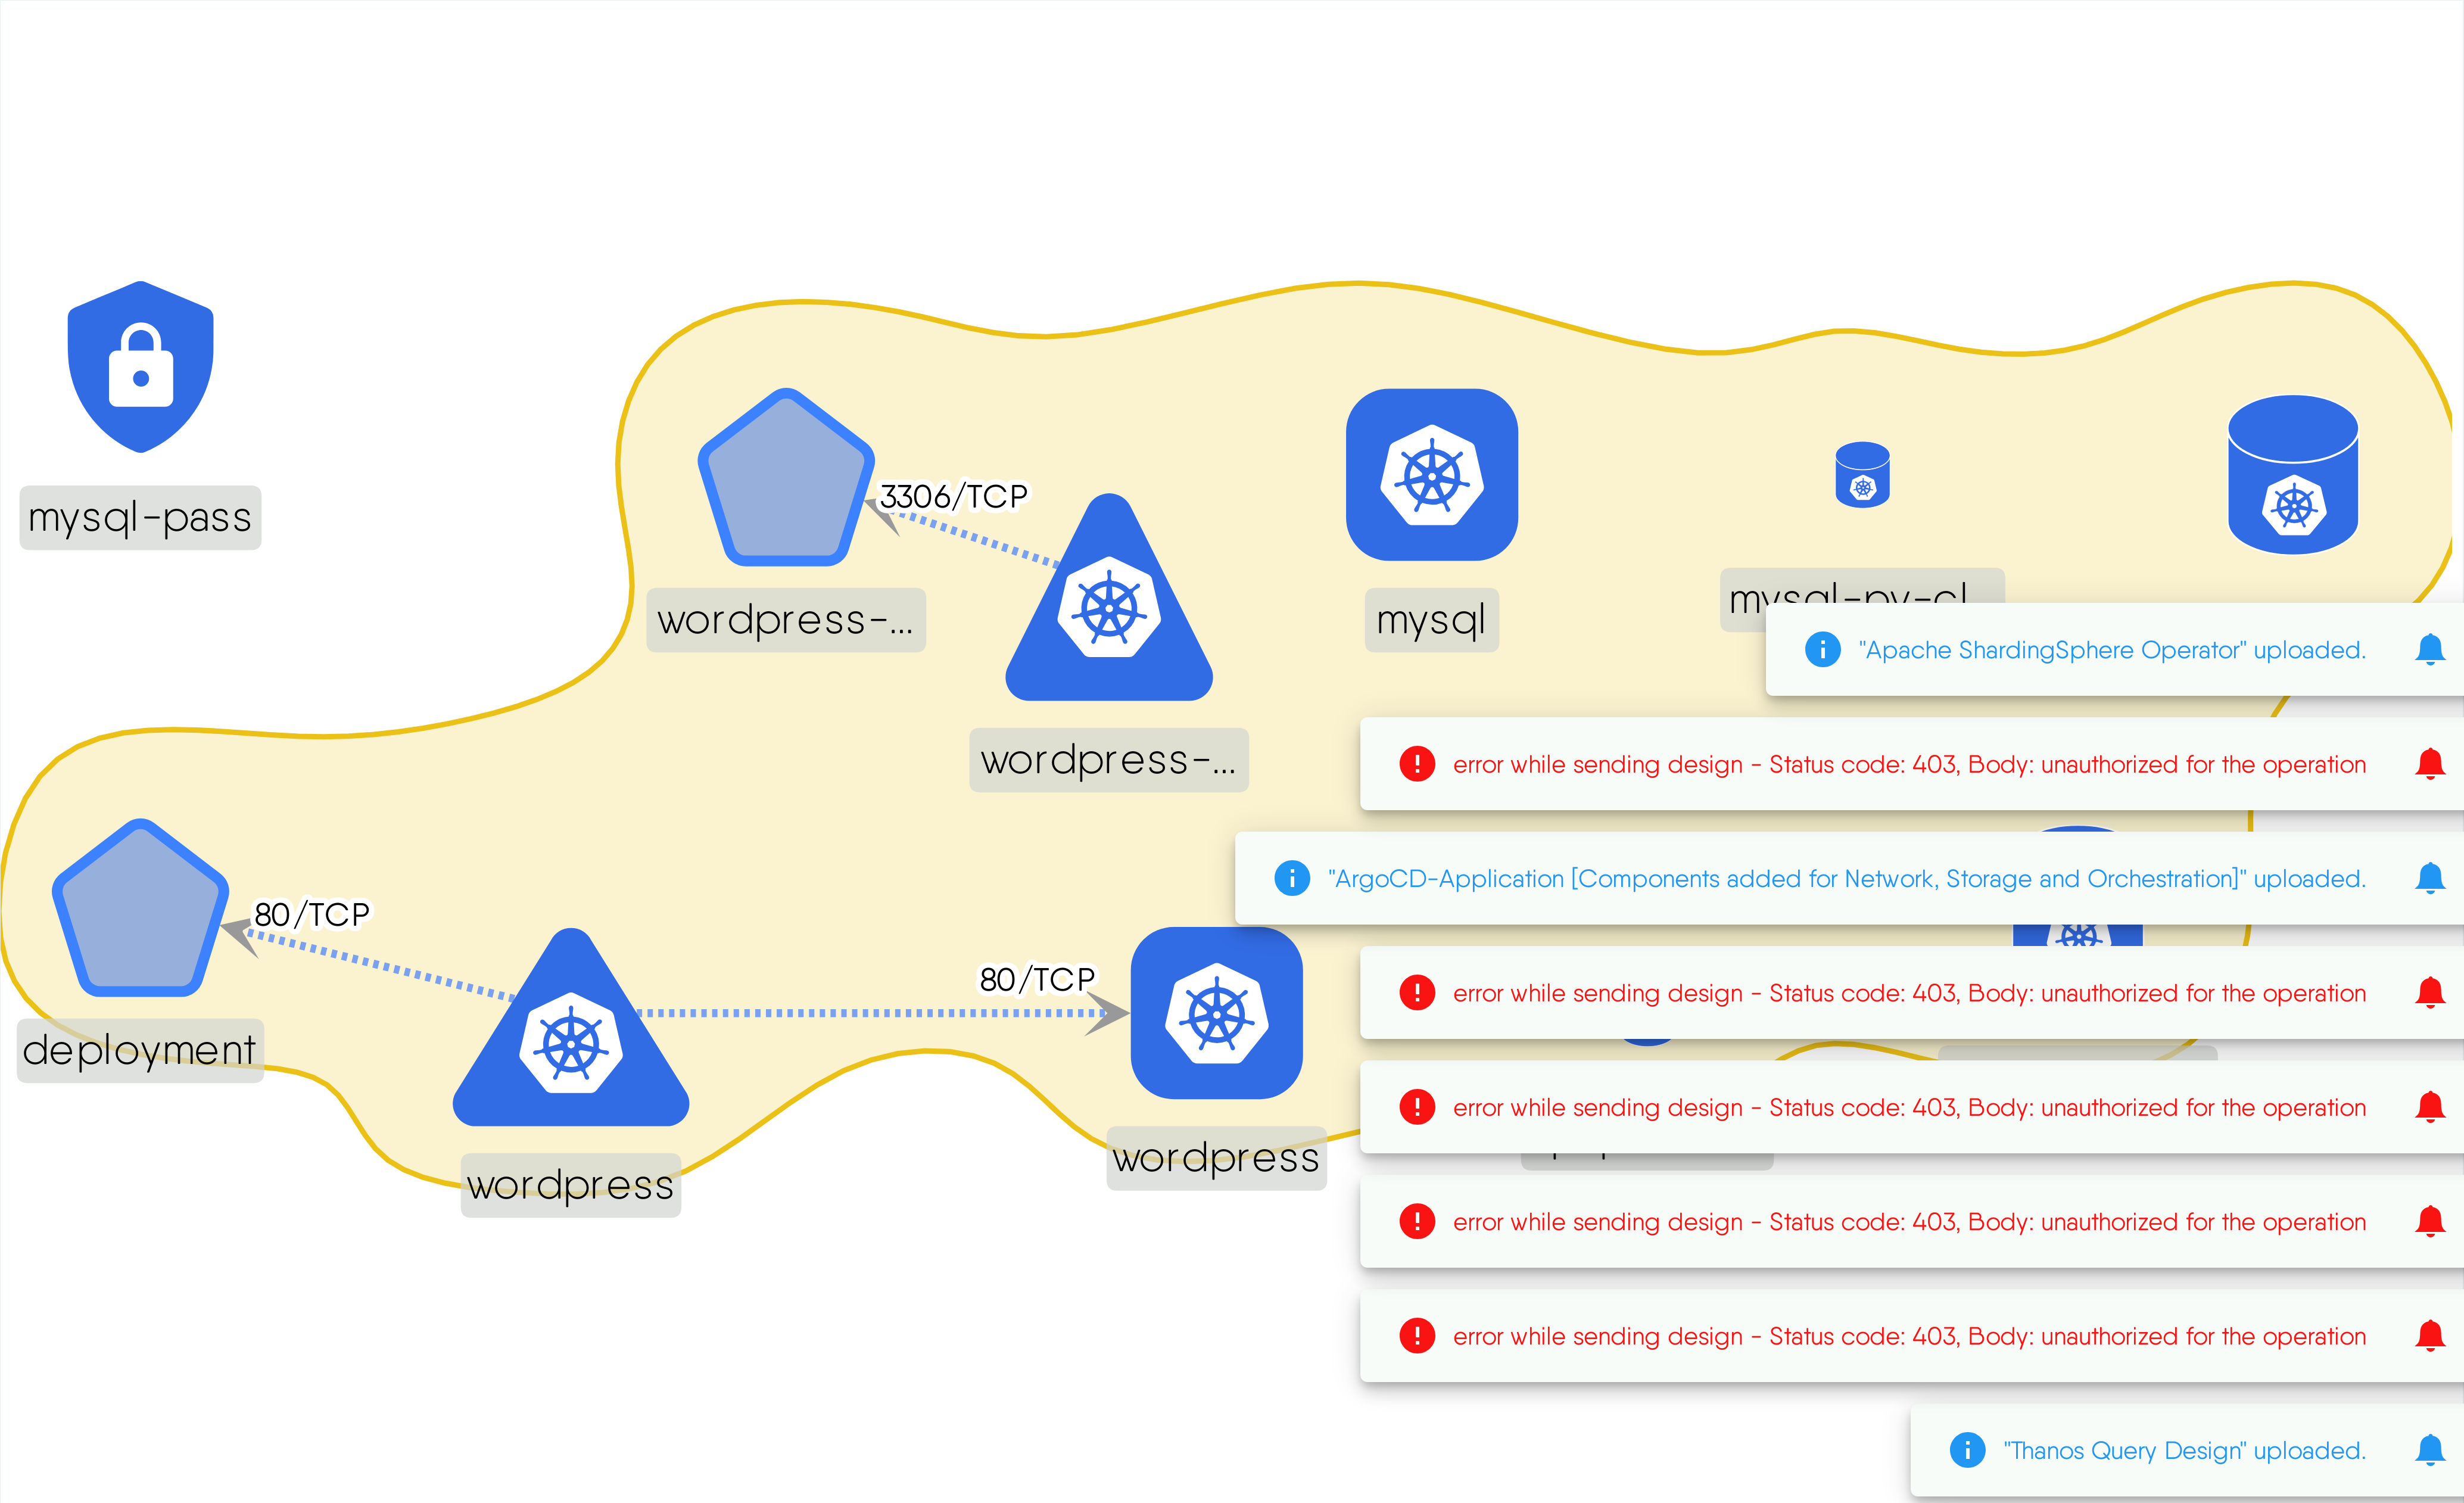 mysql-pass
3306/TCP
wordpress-...
wordpress-...
mysql
"Apache ShardingSphere Operator" uploaded.
error while sending design - Status code: 403, Body: unauthorized for the operation
"ArgoCD-Application [Components added for Network, Storage and Orchestration]" uploaded.
80/TCP
deployment
80/TCP
wordpress
wordpress
error while sending design - Status code: 403, Body: unauthorized for the operation
error while sending design - Status code: 403, Body: unauthorized for the operation
error while sending design - Status code: 403, Body: unauthorized for the operation
error while sending design - Status code: 403, Body: unauthorized for the operation
"Thanos Query Design" uploaded.